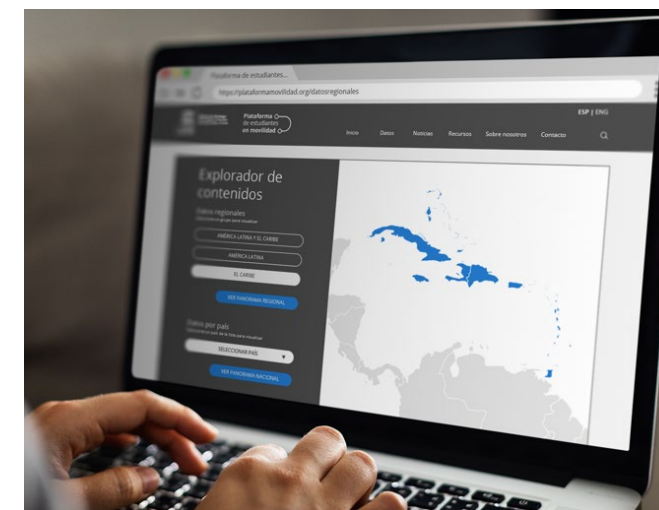 Plataforma de estudiantes...
https://plataformamovilidad.org/datosregionales
ESP | ENG
Plataforma
de estudiantes
en movilidad
Inicio Datos Noticias Recursos Sobre nosotros Contacto
Explorador de
contenidos
Datos regionales
AMÉRICA LATINA Y EL CARIBE
AMÉRICA LATINA
EL CARIBE
VER PANORAMA REGIONAL
Datos por país
SELECCIONAR PAÍS
VER PANORAMA NACIONAL